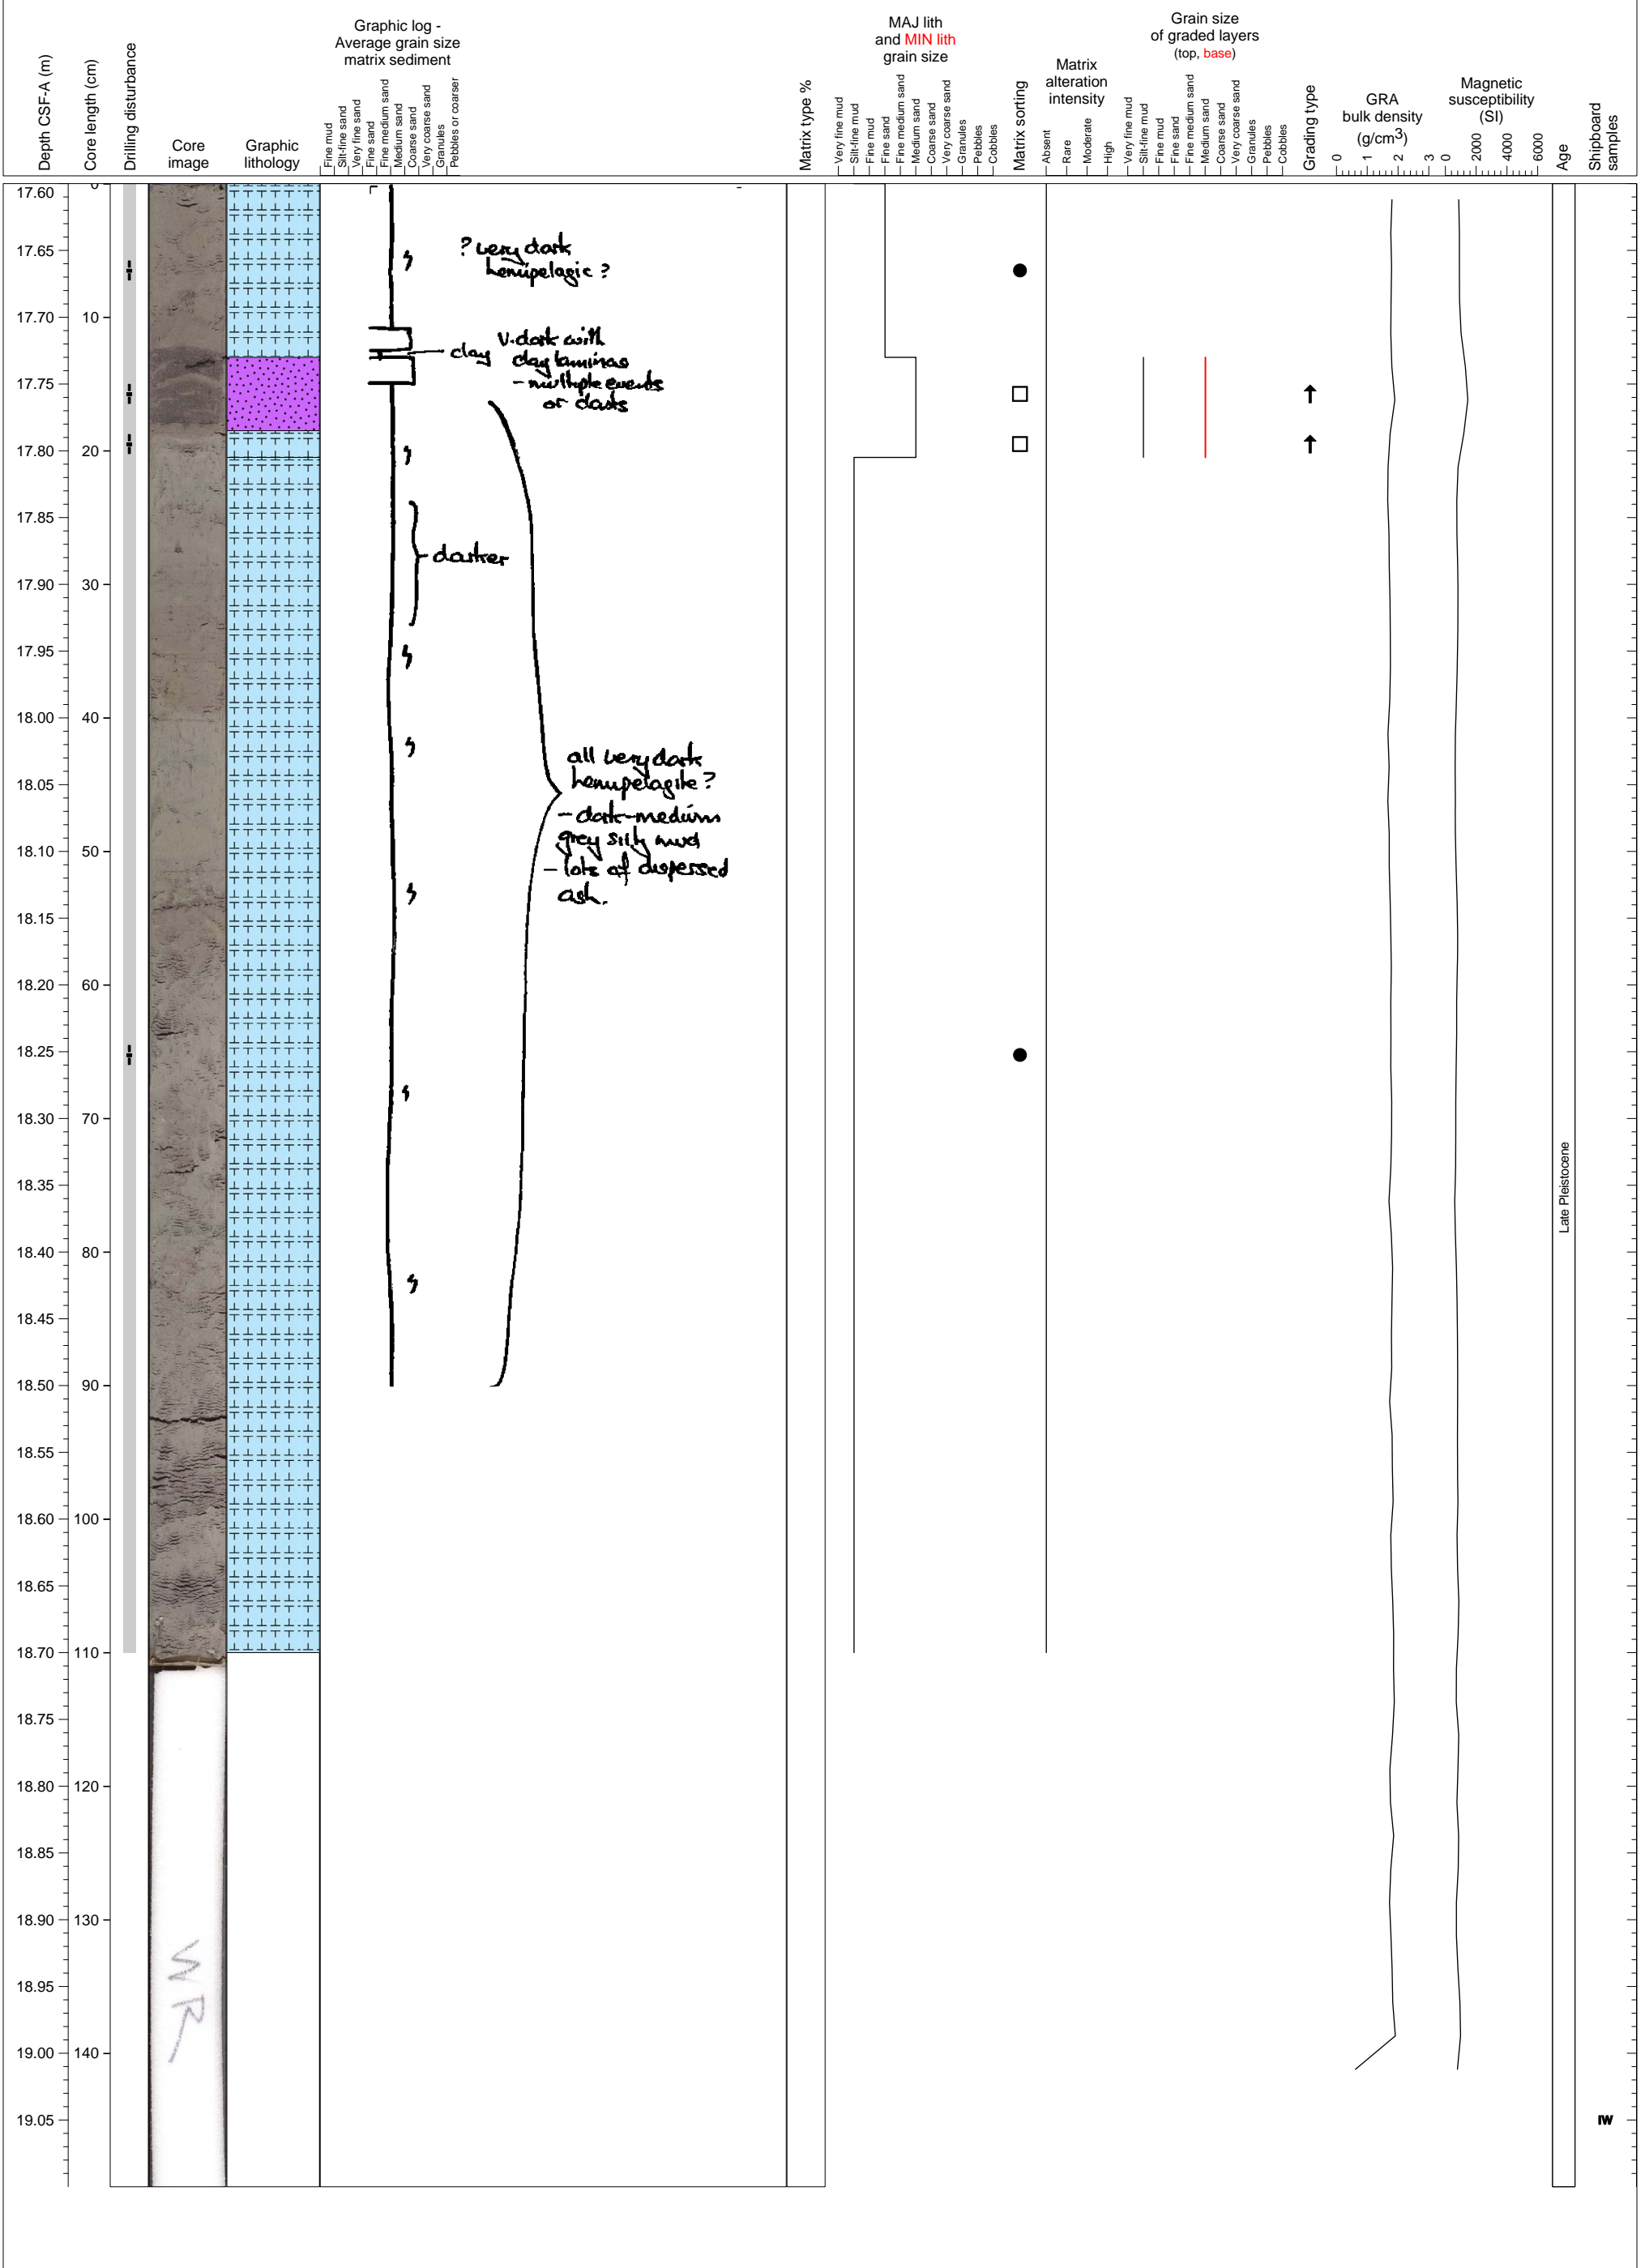 Depth CSF-A (m)
Core length (cm)
Drilling disturbance
Core
image
Graphic
lithology
Graphic log -
Average grain size
matrix sediment
Fine mud
Silt-fine sand
Very fine sand
Fine sand
Fine medium sand
Medium sand
Coarse sand
Very coarse sand
Granules
Pebbles or coarser
Matrix type %
MAJ lith
and MIN lith
grain size
Very fine mud
Silt-fine mud
Fine mud
Fine sand
Fine medium sand
Medium sand
Coarse sand
Very coarse sand
Granules
Pebbles
Cobbles
Matrix sorting
Matrix
alteration
intensity
Absent
Rare
Moderate
High
Grain size
of graded layers
(top, base)
Very fine mud
Silt-fine mud
Fine mud
Fine sand
Fine medium sand
Medium sand
Coarse sand
Very coarse sand
Granules
Pebbles
Cobbles
Grading type
GRA
bulk density
(g/cm3)
0 1 2 3
Magnetic
susceptibility
(SI)
0 2000 4000 6000
Age
Shipboard
samples
17.60 0
17.65
17.70 10
17.75
17.80 20
17.85
17.90 30
17.95
18.00 40
18.05
18.10 50
18.15
18.20 60
18.25
18.30 70
18.35
18.40 80
18.45
18.50 90
18.55
18.60 100
18.65
18.70 110
18.75
18.80 120
18.85
18.90 130
18.95
19.00 140
19.05
? very dark
hemipelagic ?
clay
v. dark with
clay laminas
- multiple events
or clasts
darker
all very dark
hemipelagite ?
- dark-medium
grey silty mud
- lots of dispersed
ash.
Late Pleistocene
WR
IW